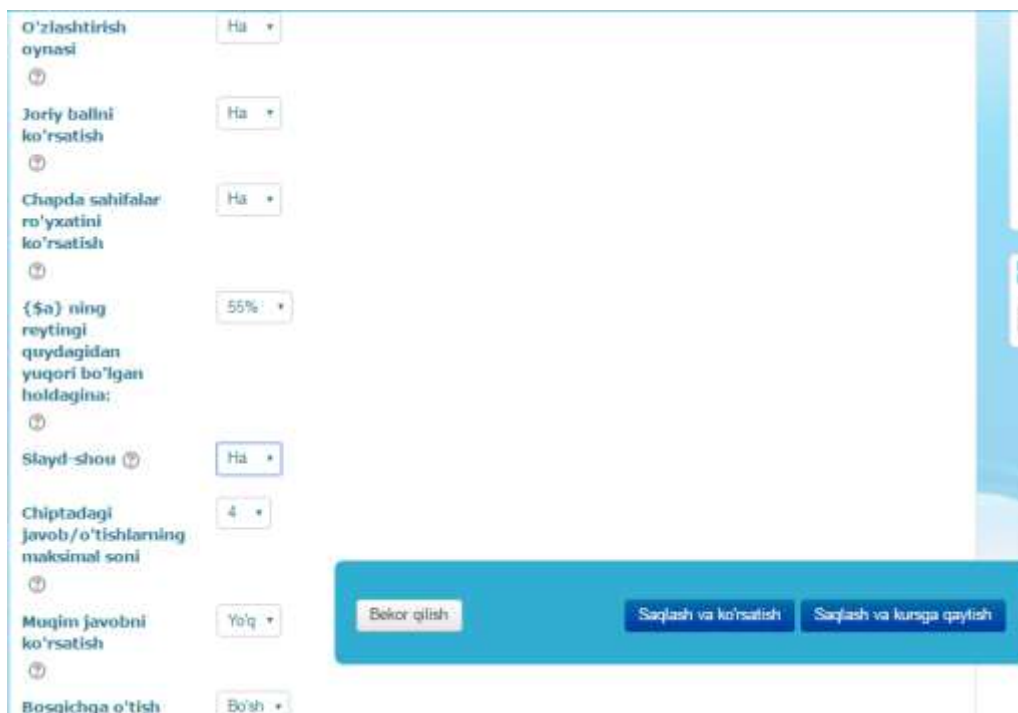 O'zlashtirish Ha
oynasi
Joriy ballni Ha
ko'rsatish
Chapda sahifalar Ha
ro'yxatini
ko'rsatish
{$a} ning 55%
reytingi
quydagidan
yuqori bo'lgan
holdagina:
Slayd-shou Ha
Chiptadagi 4
javob/o'tishlarning
maksimal soni
Muqim javobni Yo'q
ko'rsatish
Bekor qilish Saqlash va ko'rsatish Saqlash va kursga qaytish
Bosqichga o'tish Bo'sh